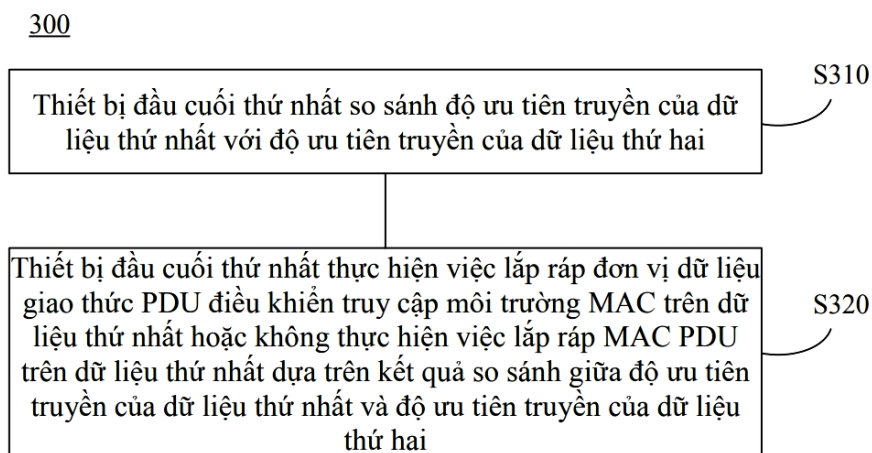 300
S310
Thiết bị đầu cuối thứ nhất so sánh độ ưu tiên truyền của dữ
liệu thứ nhất với độ ưu tiên truyền của dữ liệu thứ hai
Thiết bị đầu cuối thứ nhất thực hiện việc lắp ráp đơn vị dữ liệu
giao thức PDU điều khiển truy cập môi trường MAC trên dữ
S320
liệu thứ nhất hoặc không thực hiện việc lắp ráp MAC PDU
trên dữ liệu thứ nhất dựa trên kết quả so sánh giữa độ ưu tiên
truyền của dữ liệu thứ nhất và độ ưu tiên truyền của dữ liệu
thứ hai